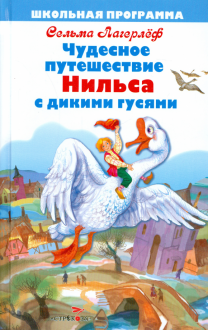 ШКОЛЬНАЯ ПРОГРАММА
Сельма Лагерлёф
Чудесное
путешествие
Нильса
с дикими гусями